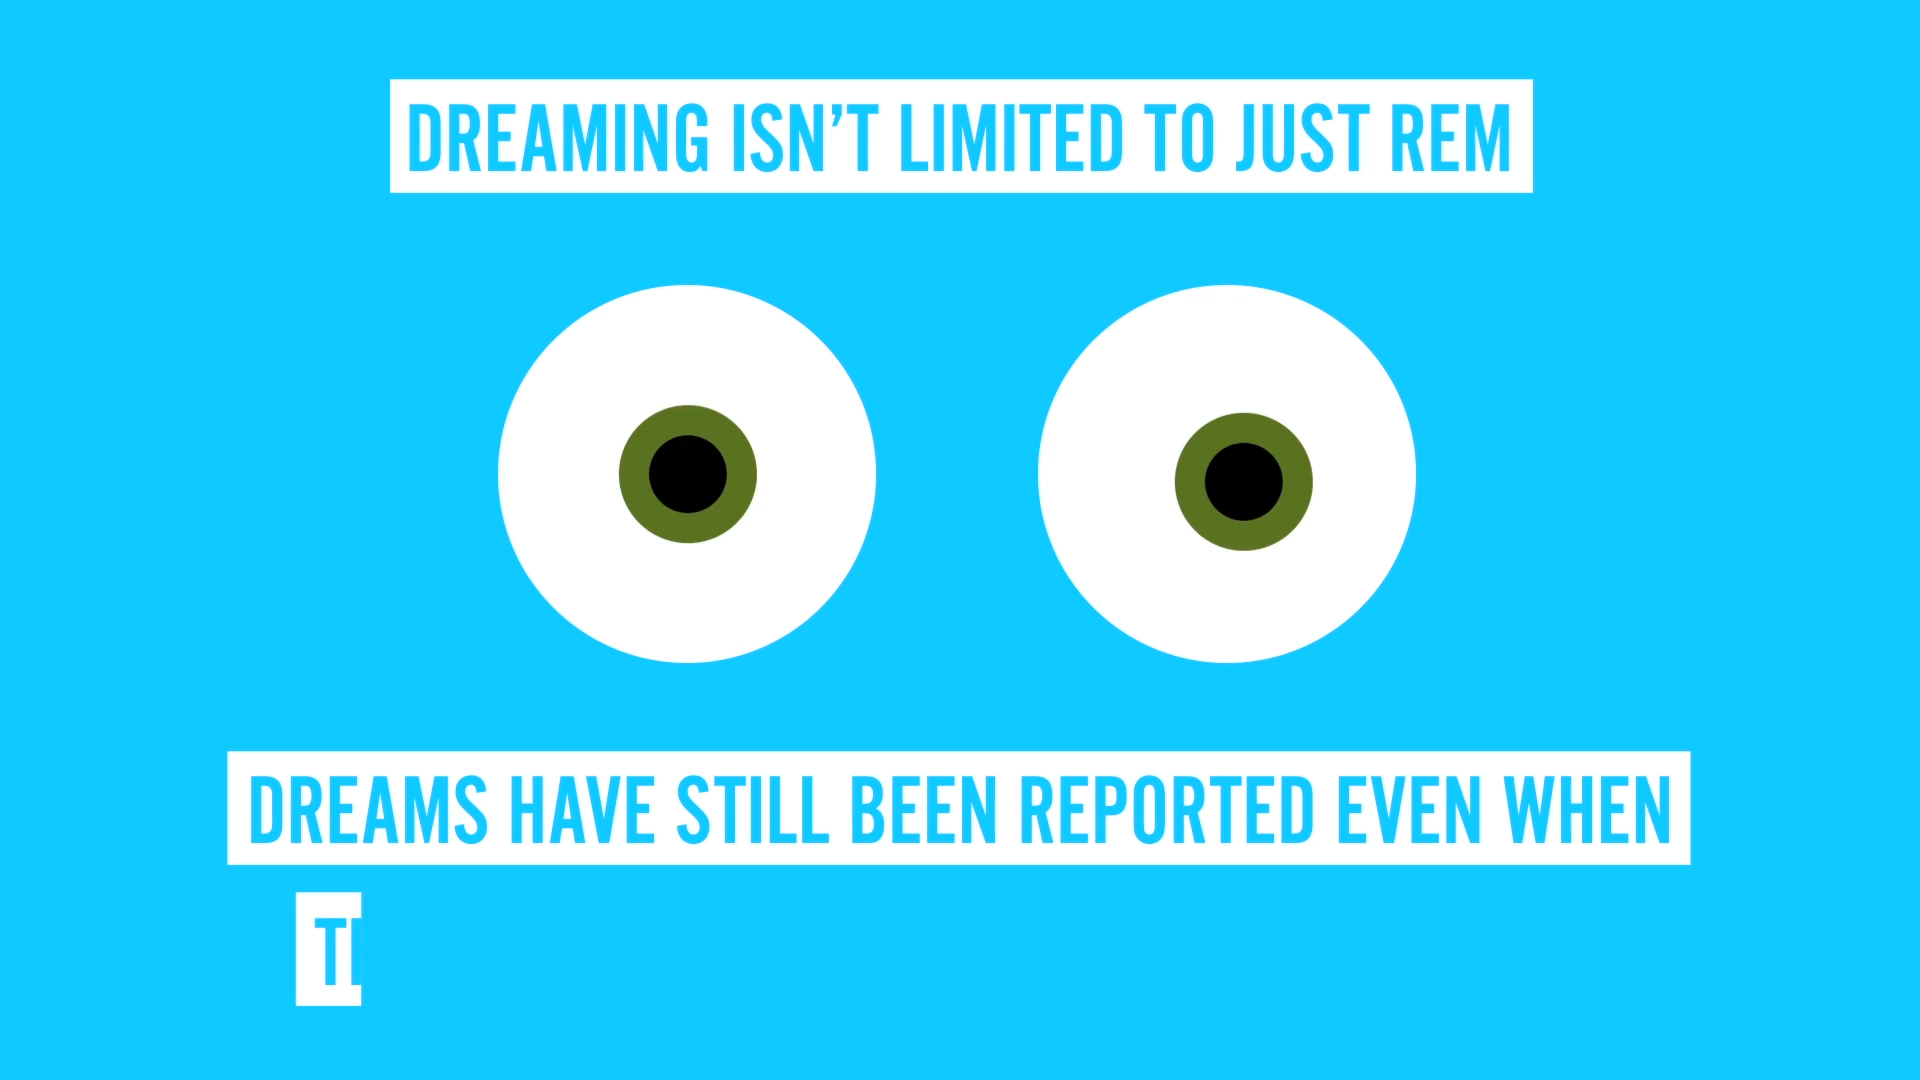 DREAMING ISN’T LIMITED TO JUST REM
DREAMS HAVE STILL BEEN REPORTED EVEN WHEN